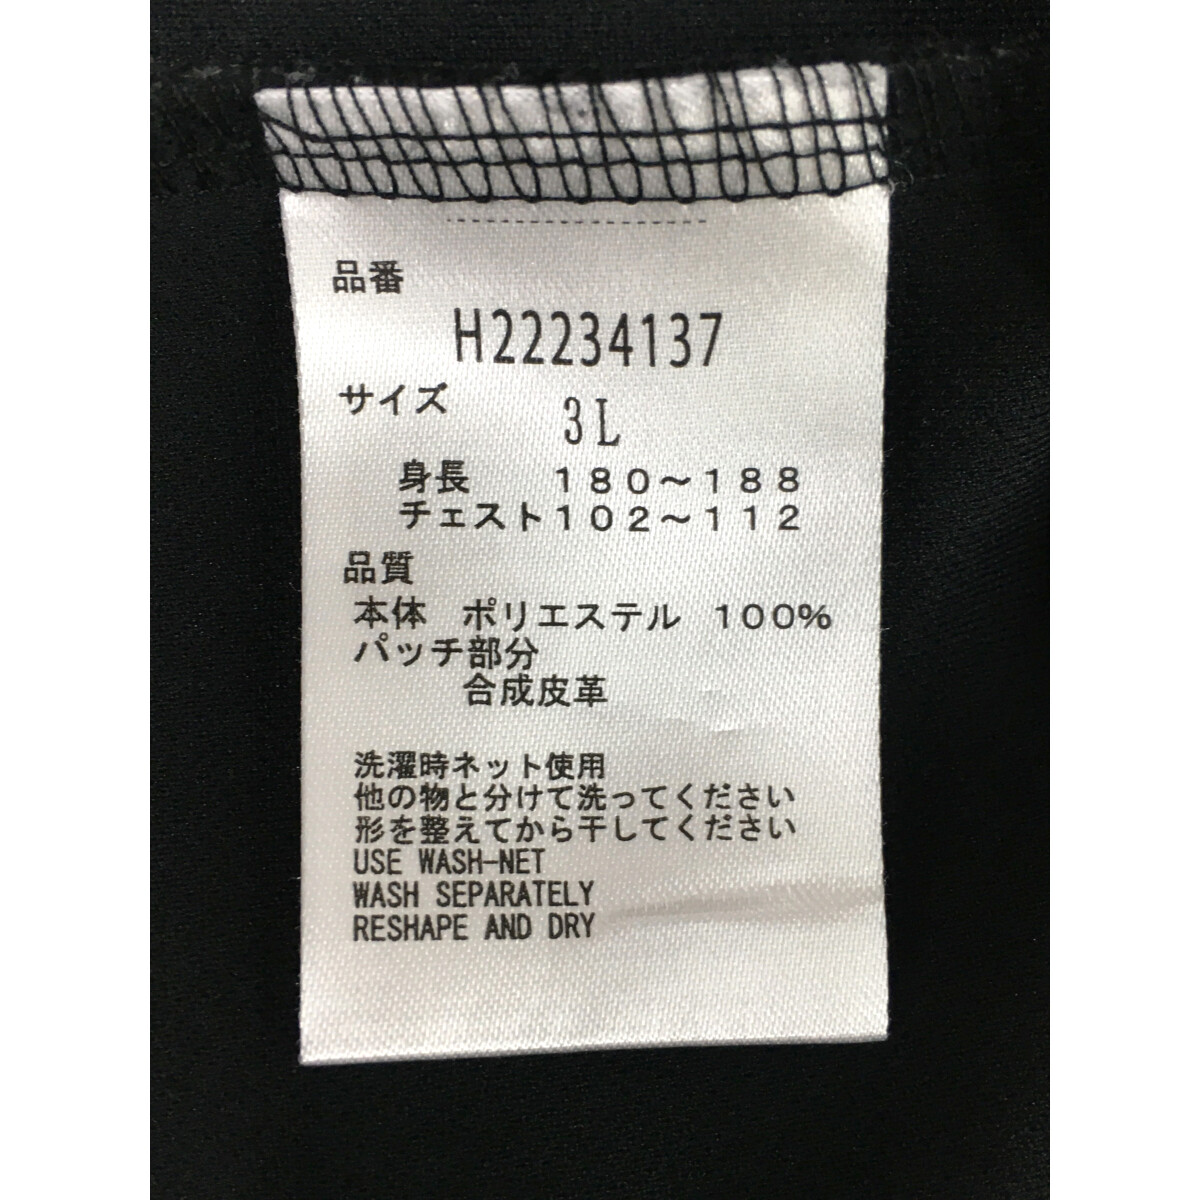 品番
H22234137
サイズ
3L
身長 180～188
チェスト102～112
品質
本体 ポリエステル 100%
パッチ部分
合成皮革
洗濯時ネット使用
他の物と分けて洗ってください
形を整えてから干してください
USE WASH-NET
WASH SEPARATELY
RESHAPE AND DRY